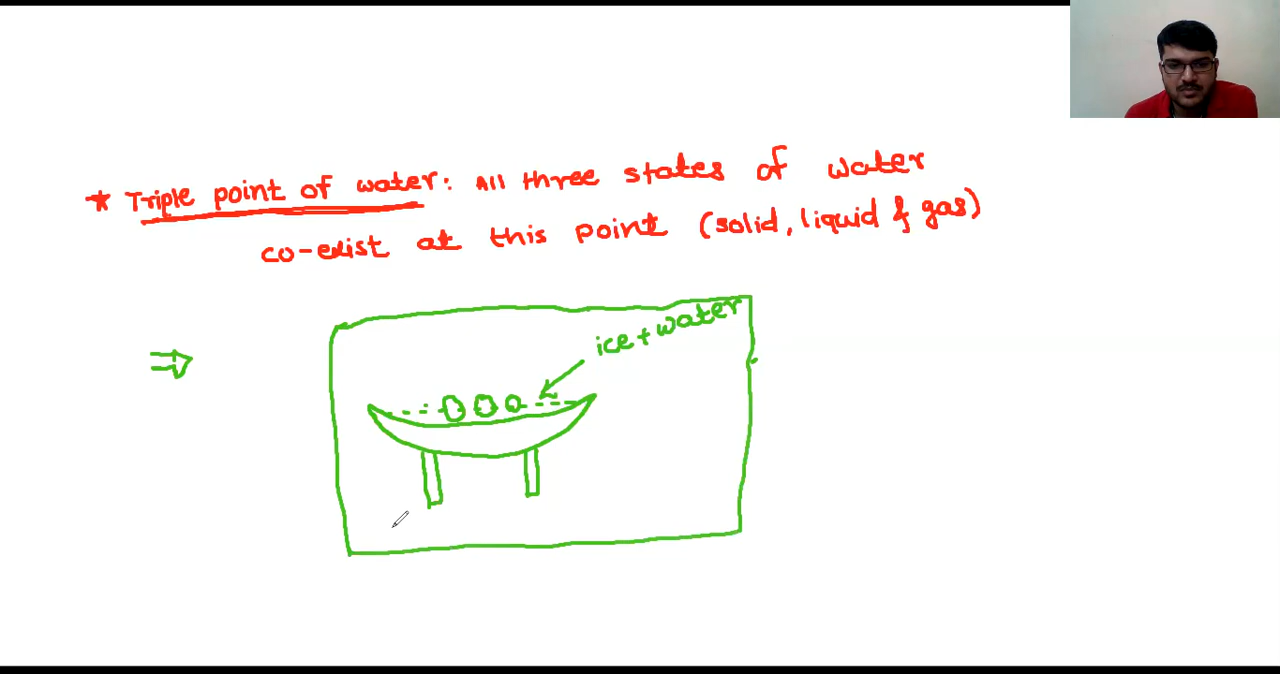 * Triple point of water: All three states of water
co-exist at this point (solid, liquid & gas)
⇒
ice + water